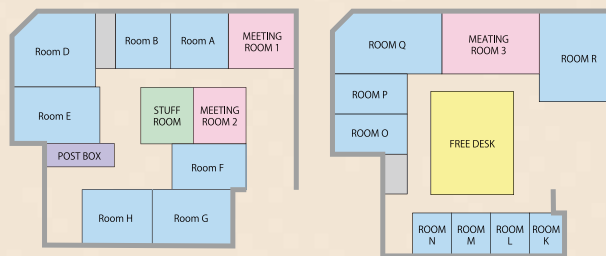 Room D
Room B
Room A
MEETING
ROOM 1
Room E
STUFF
ROOM
MEETING
ROOM 2
POST BOX
Room F
Room H
Room G
ROOM Q
MEATING
ROOM 3
ROOM R
ROOM P
ROOM O
FREE DESK
ROOM
N
ROOM
M
ROOM
L
ROOM
K